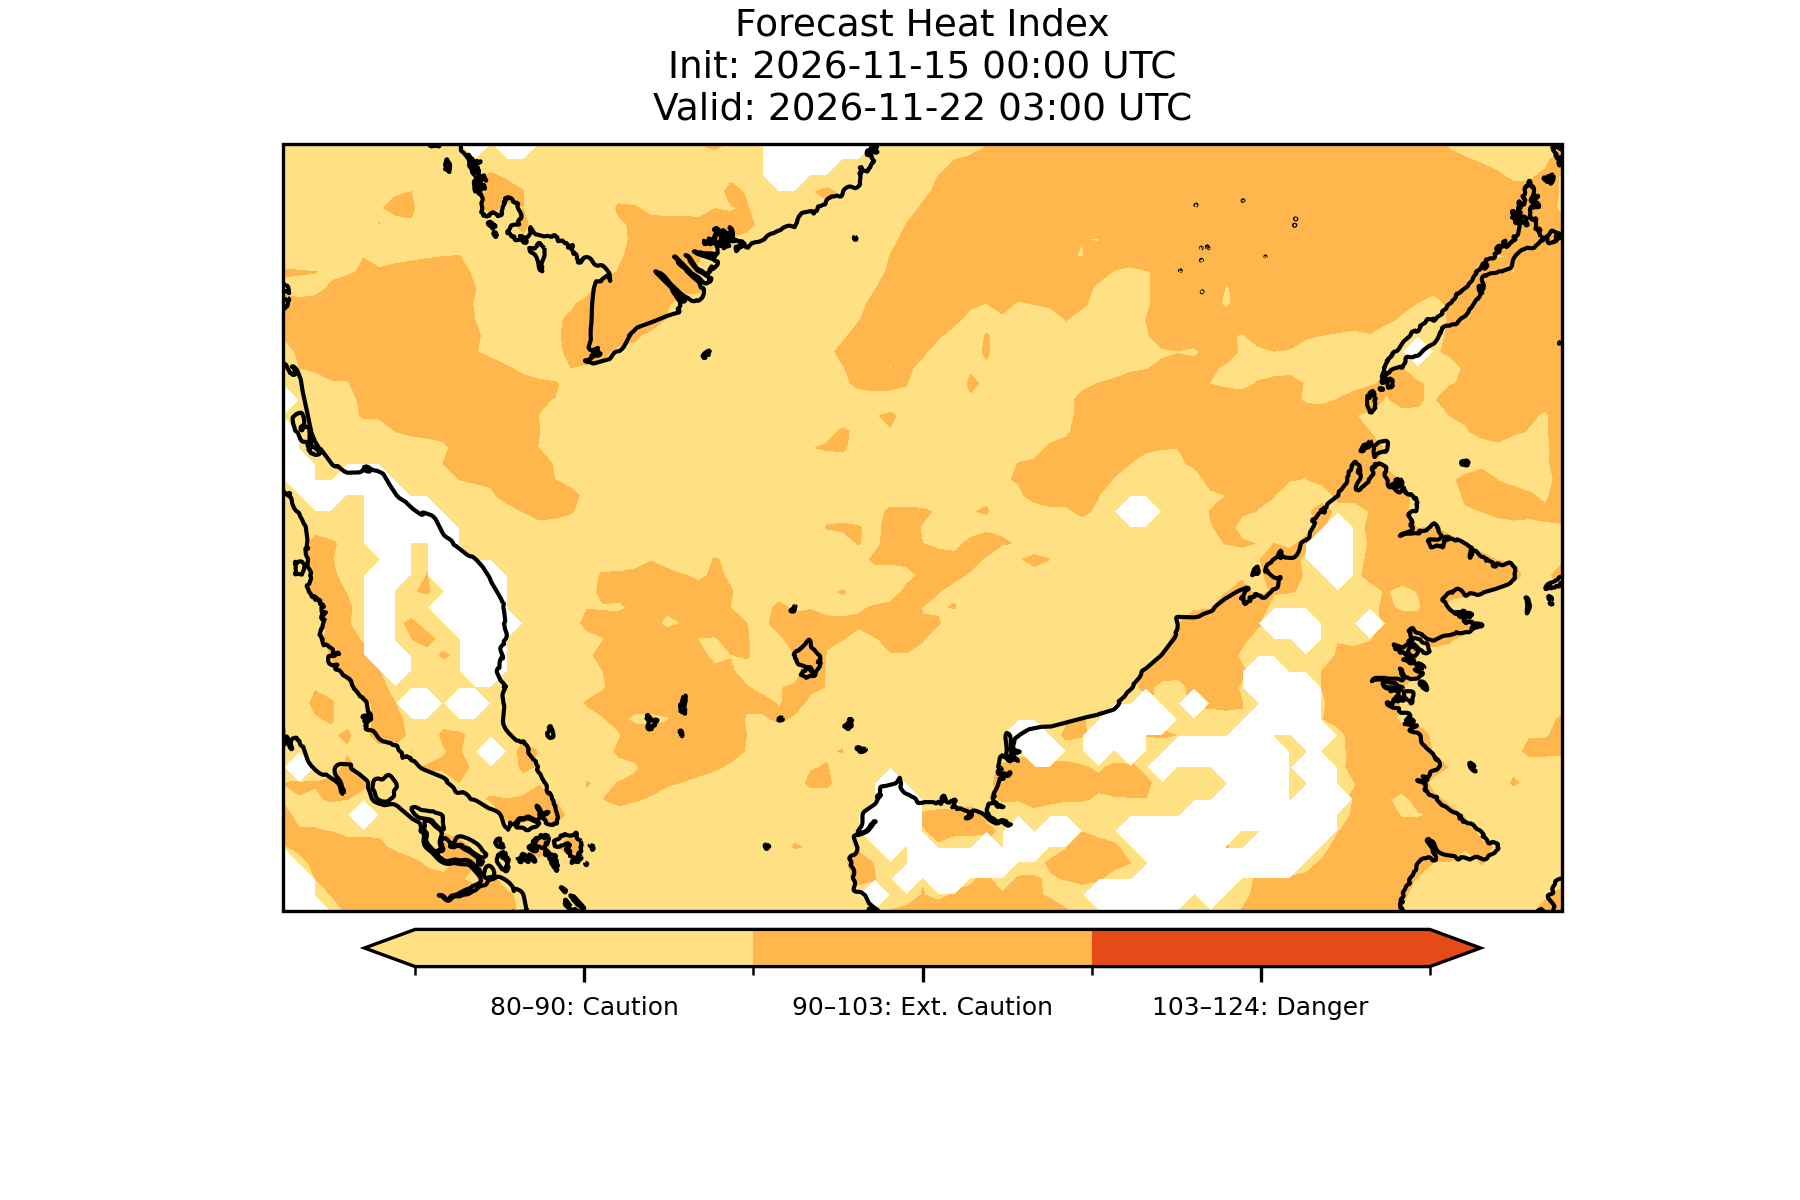 Forecast Heat Index
Init: 2026-11-15 00:00 UTC
Valid: 2026-11-22 03:00 UTC
80–90: Caution
90–103: Ext. Caution
103–124: Danger